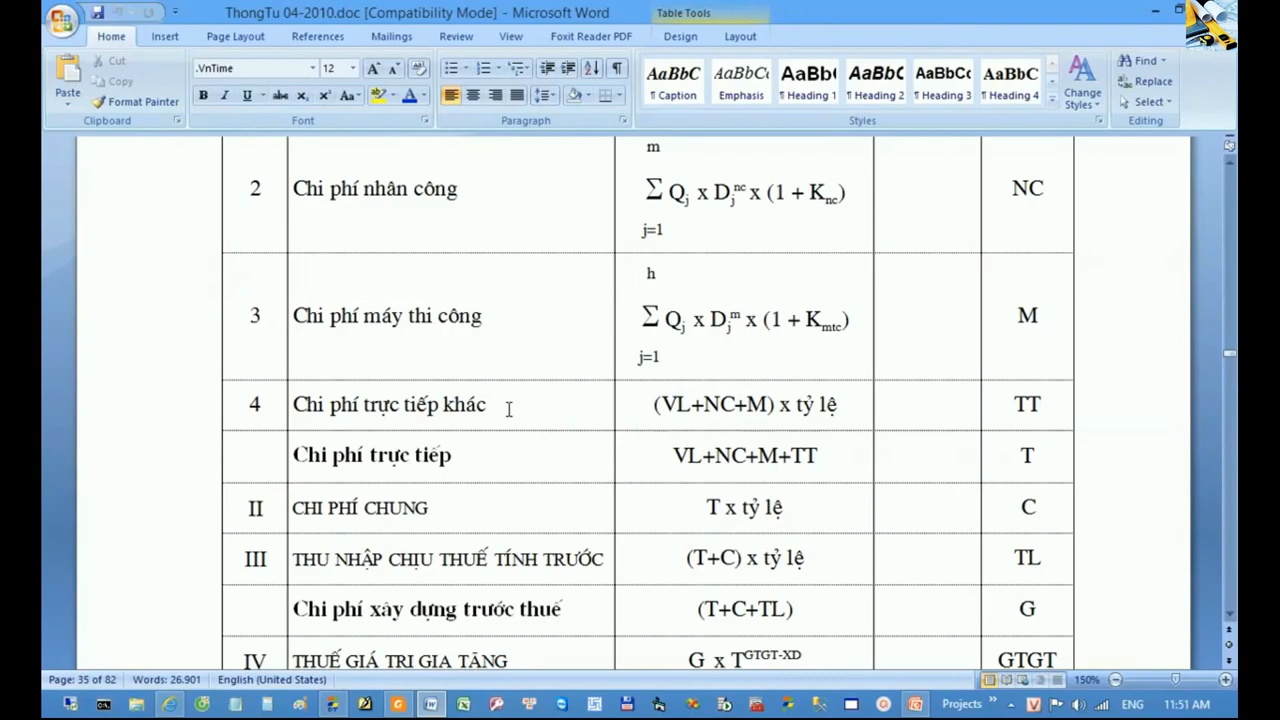 ThongTu 04-2010.doc [Compatibility Mode] - Microsoft Word
Table Tools
Home Insert Page Layout References Mailings Review View Foxit Reader PDF Design Layout
Paste
Cut
Copy
Format Painter
Clipboard
.VnTime 12
Font
Paragraph
AaBbC AaBbCc AaBb( AaBbC AaBbCc AaBbC
¶ Caption Emphasis ¶ Heading 1 ¶ Heading 2 ¶ Heading 3 ¶ Heading 4
Change Styles
Styles
Find
Replace
Select
Editing
m
2 Chi phí nhân công Σ Qj x Djnc x (1 + Knc) NC
j=1
h
3 Chi phí máy thi công Σ Qj x Djm x (1 + Kmtc) M
j=1
4 Chi phí trực tiếp khác (VL+NC+M) x tỷ lệ TT
Chi phí trực tiếp VL+NC+M+TT T
II CHI PHÍ CHUNG T x tỷ lệ C
III THU NHẬP CHỊU THUẾ TÍNH TRƯỚC (T+C) x tỷ lệ TL
Chi phí xây dựng trước thuế (T+C+TL) G
IV THUẾ GIÁ TRỊ GIA TĂNG G x TGTGT-XD GTGT
Page: 35 of 82 Words: 26.901 English (United States) 150%
Projects » ENG 11:51 AM